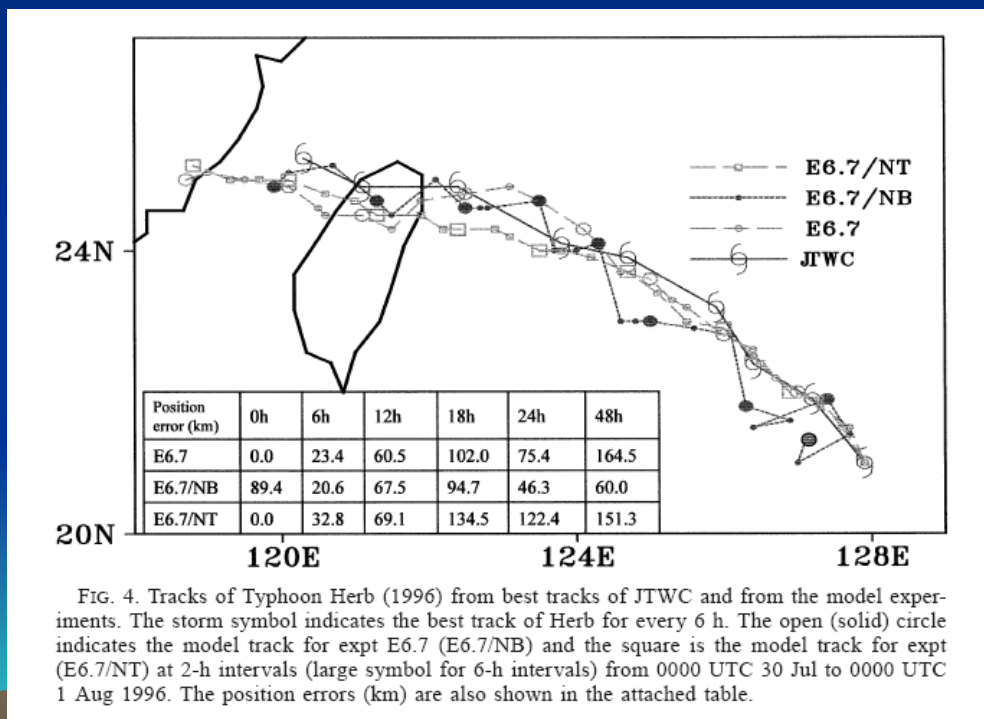 E6.7/NT
E6.7/NB
E6.7
JTWC
24N
Position error (km) 0h 6h 12h 18h 24h 48h
E6.7 0.0 23.4 60.5 102.0 75.4 164.5
E6.7/NB 89.4 20.6 67.5 94.7 46.3 60.0
E6.7/NT 0.0 32.8 69.1 134.5 122.4 151.3
20N
120E 124E 128E
FIG. 4. Tracks of Typhoon Herb (1996) from best tracks of JTWC and from the model exper-
iments. The storm symbol indicates the best track of Herb for every 6 h. The open (solid) circle
indicates the model track for expt E6.7 (E6.7/NB) and the square is the model track for expt
(E6.7/NT) at 2-h intervals (large symbol for 6-h intervals) from 0000 UTC 30 Jul to 0000 UTC
1 Aug 1996. The position errors (km) are also shown in the attached table.